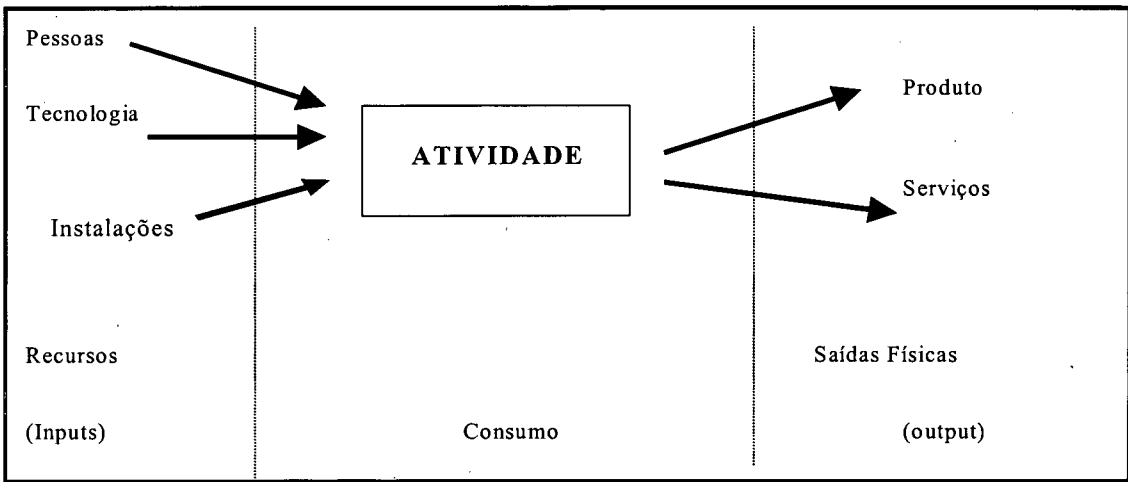 Pessoas
Tecnologia
Instalações
ATIVIDADE
Produto
Serviços
Recursos
Saídas Físicas
(Inputs)
Consumo
(output)